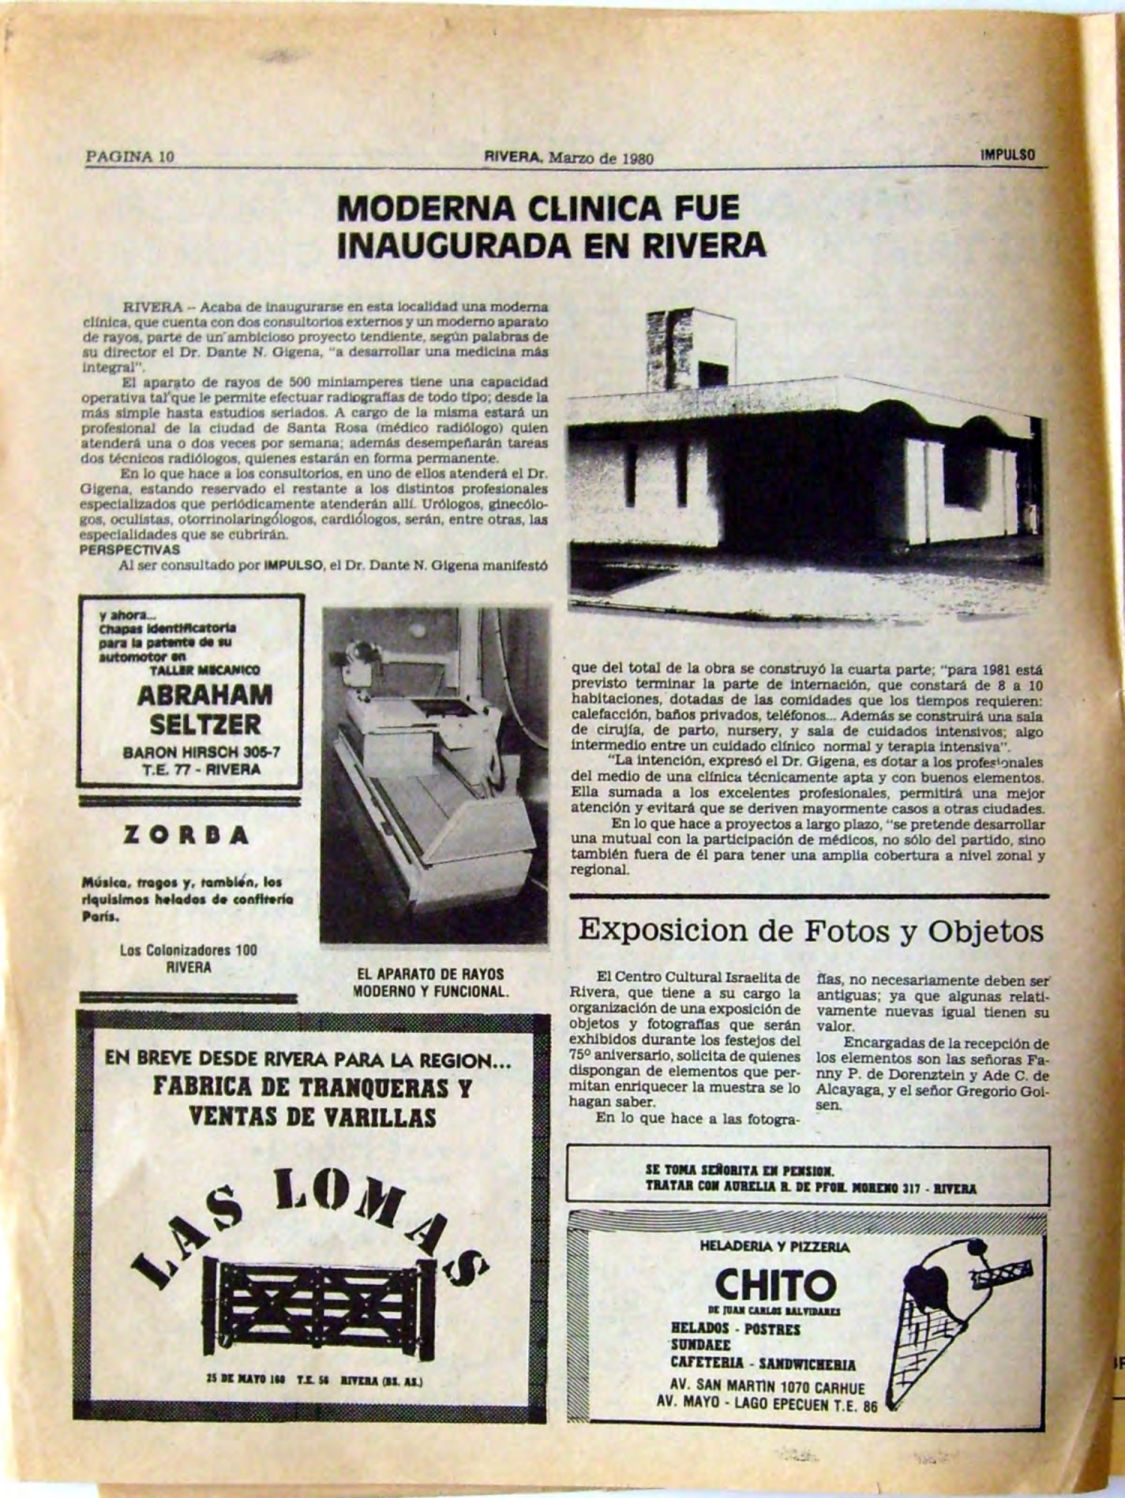 PAGINA 10
RIVERA, Marzo de 1980
IMPULSO
MODERNA CLINICA FUE
INAUGURADA EN RIVERA
RIVERA – Acaba de inaugurarse en esta localidad una moderna
clínica, que cuenta con dos consultorios externos y un moderno aparato
de rayos, parte de un ambicioso proyecto tendiente, según palabras de
su director el Dr. Dante N. Gigena, "a desarrollar una medicina más
integral".
El aparato de rayos de 500 miniamperes tiene una capacidad
operativa tal que le permite efectuar radiografías de todo tipo; desde la
más simple hasta estudios seriados. A cargo de la misma estará un
profesional de la ciudad de Santa Rosa (médico radiólogo) quien
atenderá una o dos veces por semana; además desempeñarán tareas
dos técnicos radiólogos, quienes estarán en forma permanente.
En lo que hace a los consultorios, en uno de ellos atenderá el Dr.
Gigena, estando reservado el restante a los distintos profesionales
especializados que periódicamente atenderán allí. Urólogos, ginecólo-
gos, oculistas, otorrinolaringólogos, cardiólogos, serán, entre otras, las
especialidades que se cubrirán.
PERSPECTIVAS
Al ser consultado por IMPULSO, el Dr. Dante N. Gigena manifestó
que del total de la obra se construyó la cuarta parte; "para 1981 está
previsto terminar la parte de internación, que constará de 8 a 10
habitaciones, dotadas de las comidades que los tiempos requieren:
calefacción, baños privados, teléfonos... Además se construirá una sala
de cirujía, de parto, nursery, y sala de cuidados intensivos; algo
intermedio entre un cuidado clínico normal y terapia intensiva".
"La intención, expresó el Dr. Gigena, es dotar a los profesionales
del medio de una clínica técnicamente apta y con buenos elementos.
Ella sumada a los excelentes profesionales, permitirá una mejor
atención y evitará que se deriven mayormente casos a otras ciudades.
En lo que hace a proyectos a largo plazo, "se pretende desarrollar
una mutual con la participación de médicos, no sólo del partido, sino
también fuera de él para tener una amplia cobertura a nivel zonal y
regional.
y ahora...
Chapas identificatoria
para la patente de su
automotor en
TALLER MECANICO
ABRAHAM
SELTZER
BARON HIRSCH 305-7
T.E. 77 - RIVERA
ZORBA
Música, tragos y, también, los
riquísimos helados de confitería
París.
Los Colonizadores 100
RIVERA
EL APARATO DE RAYOS
MODERNO Y FUNCIONAL.
Exposicion de Fotos y Objetos
El Centro Cultural Israelita de
Rivera, que tiene a su cargo la
organización de una exposición de
objetos y fotografías que serán
exhibidos durante los festejos del
75º aniversario, solicita de quienes
dispongan de elementos que per-
mitan enriquecer la muestra se lo
hagan saber.
En lo que hace a las fotogra-
fías, no necesariamente deben ser
antiguas; ya que algunas relati-
vamente nuevas igual tienen su
valor.
Encargadas de la recepción de
los elementos son las señoras Fa-
nny P. de Dorenztein y Ade C. de
Alcayaga, y el señor Gregorio Goi-
sen.
EN BREVE DESDE RIVERA PARA LA REGION...
FABRICA DE TRANQUERAS Y
VENTAS DE VARILLAS
LAS LOMAS
25 DE MAYO 160 T.E. 56 RIVERA (BS. AS.)
SE TOMA SEÑORITA EN PENSION.
TRATAR CON AURELIA R. DE PFOH. MORENO 317 - RIVERA
HELADERIA Y PIZZERIA
CHITO
DE JUAN CARLOS BALVIDARES
HELADOS - POSTRES
SUNDAEE
CAFETERIA - SANDWICHERIA
AV. SAN MARTIN 1070 CARHUE
AV. MAYO - LAGO EPECUEN T.E. 86